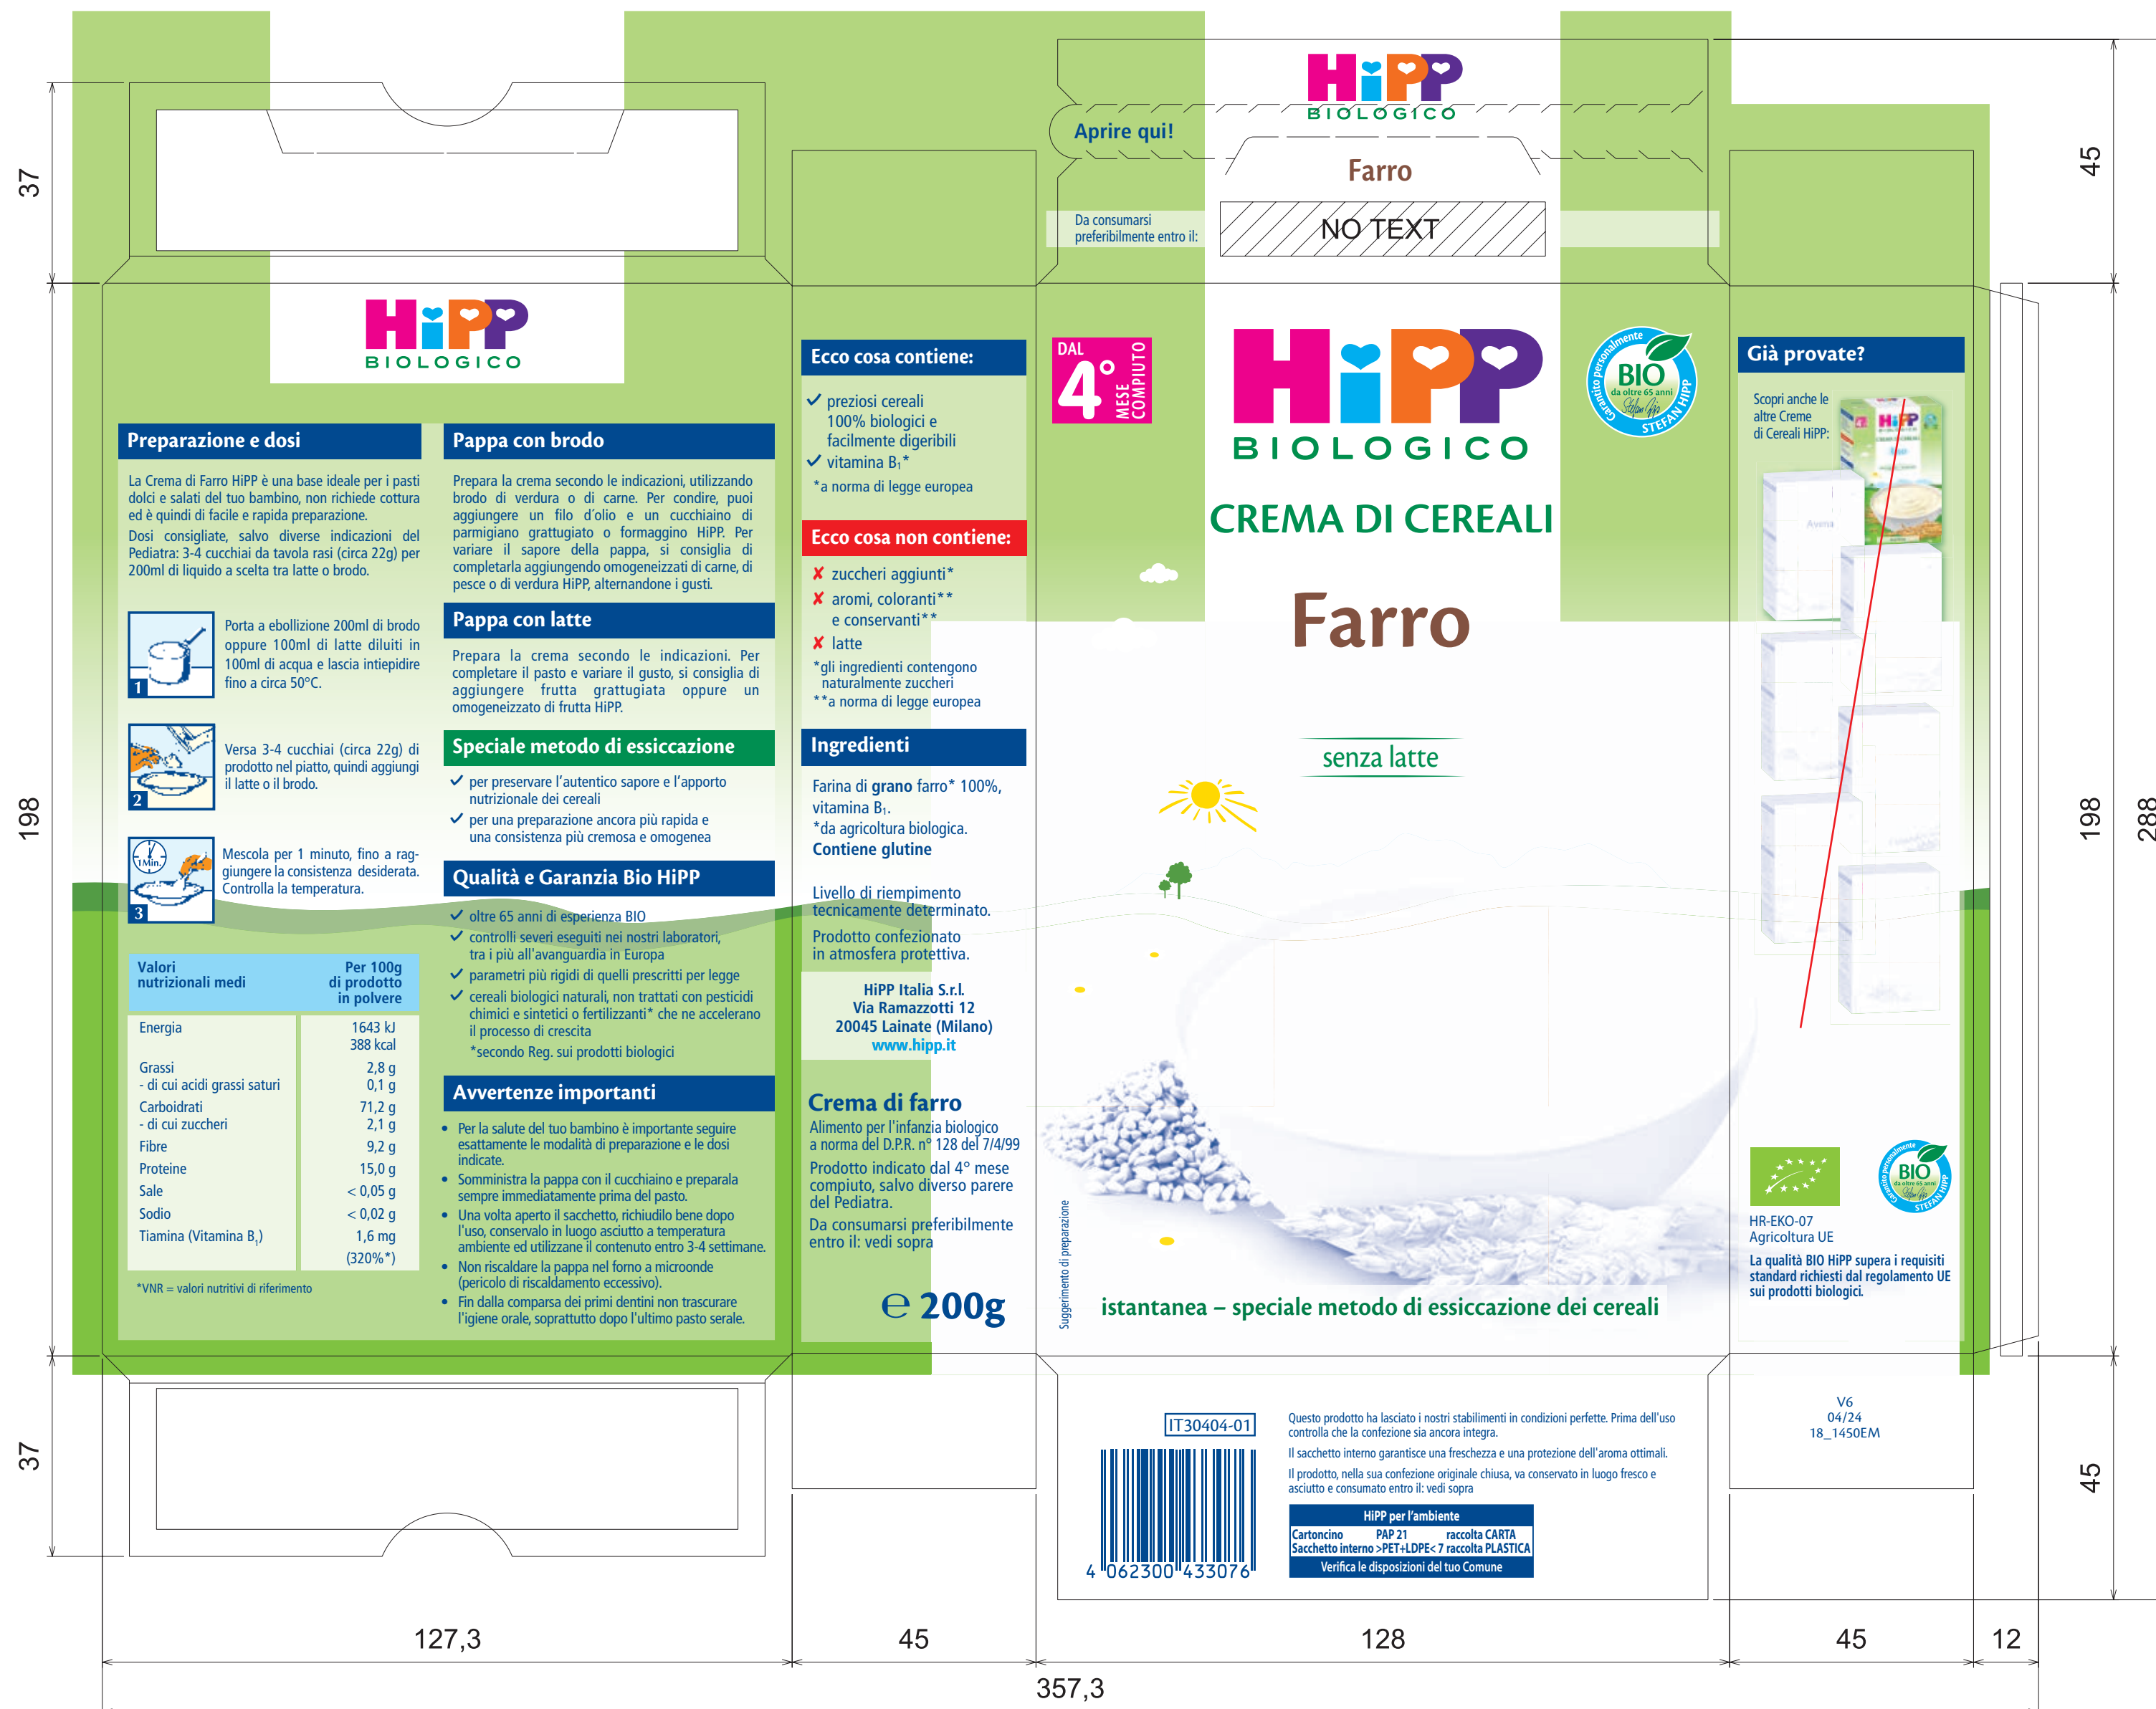 HiPP
BIOLOGICO
Aprire qui!
Farro
Da consumarsi
preferibilmente entro il:
NO TEXT
37
45
HiPP
BIOLOGICO
Preparazione e dosi
La Crema di Farro HiPP è una base ideale per i pasti
dolci e salati del tuo bambino, non richiede cottura
ed è quindi di facile e rapida preparazione.
Dosi consigliate, salvo diverse indicazioni del
Pediatra: 3-4 cucchiai da tavola rasi (circa 22g) per
200ml di liquido a scelta tra latte o brodo.
1
Porta a ebollizione 200ml di brodo
oppure 100ml di latte diluiti in
100ml di acqua e lascia intiepidire
fino a circa 50°C.
2
Versa 3-4 cucchiai (circa 22g) di
prodotto nel piatto, quindi aggiungi
il latte o il brodo.
1Min.
3
Mescola per 1 minuto, fino a rag-
giungere la consistenza desiderata.
Controlla la temperatura.
Valori
nutrizionali medi
Per 100g
di prodotto
in polvere
Energia 1643 kJ
388 kcal
Grassi 2,8 g
- di cui acidi grassi saturi 0,1 g
Carboidrati 71,2 g
- di cui zuccheri 2,1 g
Fibre 9,2 g
Proteine 15,0 g
Sale < 0,05 g
Sodio < 0,02 g
Tiamina (Vitamina B₁) 1,6 mg
(320%*)
*VNR = valori nutritivi di riferimento
Pappa con brodo
Prepara la crema secondo le indicazioni, utilizzando
brodo di verdura o di carne. Per condire, puoi
aggiungere un filo d´olio e un cucchiaino di
parmigiano grattugiato o formaggino HiPP. Per
variare il sapore della pappa, si consiglia di
completarla aggiungendo omogeneizzati di carne, di
pesce o di verdura HiPP, alternandone i gusti.
Pappa con latte
Prepara la crema secondo le indicazioni. Per
completare il pasto e variare il gusto, si consiglia di
aggiungere frutta grattugiata oppure un
omogeneizzato di frutta HiPP.
Speciale metodo di essiccazione
✓ per preservare l'autentico sapore e l'apporto
nutrizionale dei cereali
✓ per una preparazione ancora più rapida e
una consistenza più cremosa e omogenea
Qualità e Garanzia Bio HiPP
✓ oltre 65 anni di esperienza BIO
✓ controlli severi eseguiti nei nostri laboratori,
tra i più all'avanguardia in Europa
✓ parametri più rigidi di quelli prescritti per legge
✓ cereali biologici naturali, non trattati con pesticidi
chimici e sintetici o fertilizzanti* che ne accelerano
il processo di crescita
*secondo Reg. sui prodotti biologici
Avvertenze importanti
• Per la salute del tuo bambino è importante seguire
esattamente le modalità di preparazione e le dosi
indicate.
• Somministra la pappa con il cucchiaino e preparala
sempre immediatamente prima del pasto.
• Una volta aperto il sacchetto, richiudilo bene dopo
l'uso, conservalo in luogo asciutto a temperatura
ambiente ed utilizzane il contenuto entro 3-4 settimane.
• Non riscaldare la pappa nel forno a microonde
(pericolo di riscaldamento eccessivo).
• Fin dalla comparsa dei primi dentini non trascurare
l'igiene orale, soprattutto dopo l'ultimo pasto serale.
Ecco cosa contiene:
✓ preziosi cereali
100% biologici e
facilmente digeribili
✓ vitamina B₁*
*a norma di legge europea
Ecco cosa non contiene:
✘ zuccheri aggiunti*
✘ aromi, coloranti**
e conservanti**
✘ latte
*gli ingredienti contengono
naturalmente zuccheri
**a norma di legge europea
Ingredienti
Farina di grano farro* 100%,
vitamina B₁.
*da agricoltura biologica.
Contiene glutine
Livello di riempimento
tecnicamente determinato.
Prodotto confezionato
in atmosfera protettiva.
HiPP Italia S.r.l.
Via Ramazzotti 12
20045 Lainate (Milano)
www.hipp.it
Crema di farro
Alimento per l'infanzia biologico
a norma del D.P.R. n° 128 del 7/4/99
Prodotto indicato dal 4° mese
compiuto, salvo diverso parere
del Pediatra.
Da consumarsi preferibilmente
entro il: vedi sopra
℮ 200g
DAL
4°
MESE
COMPIUTO
HiPP
BIOLOGICO
Garantito personalmente
BIO
da oltre 65 anni
Stefan Hipp
STEFAN HIPP
CREMA DI CEREALI
Farro
senza latte
Suggerimento di preparazione
istantanea – speciale metodo di essiccazione dei cereali
Già provate?
Scopri anche le
altre Creme
di Cereali HiPP:
HiPP
Avena
Garantito personalmente
BIO
da oltre 65 anni
Stefan Hipp
STEFAN HIPP
HR-EKO-07
Agricoltura UE
La qualità BIO HiPP supera i requisiti
standard richiesti dal regolamento UE
sui prodotti biologici.
198
198
288
IT30404-01
4 062300 433076
Questo prodotto ha lasciato i nostri stabilimenti in condizioni perfette. Prima dell'uso
controlla che la confezione sia ancora integra.
Il sacchetto interno garantisce una freschezza e una protezione dell'aroma ottimali.
Il prodotto, nella sua confezione originale chiusa, va conservato in luogo fresco e
asciutto e consumato entro il: vedi sopra
HiPP per l'ambiente
Cartoncino PAP 21 raccolta CARTA
Sacchetto interno >PET+LDPE< 7 raccolta PLASTICA
Verifica le disposizioni del tuo Comune
V6
04/24
18_1450EM
37
45
127,3
45
128
45
12
357,3